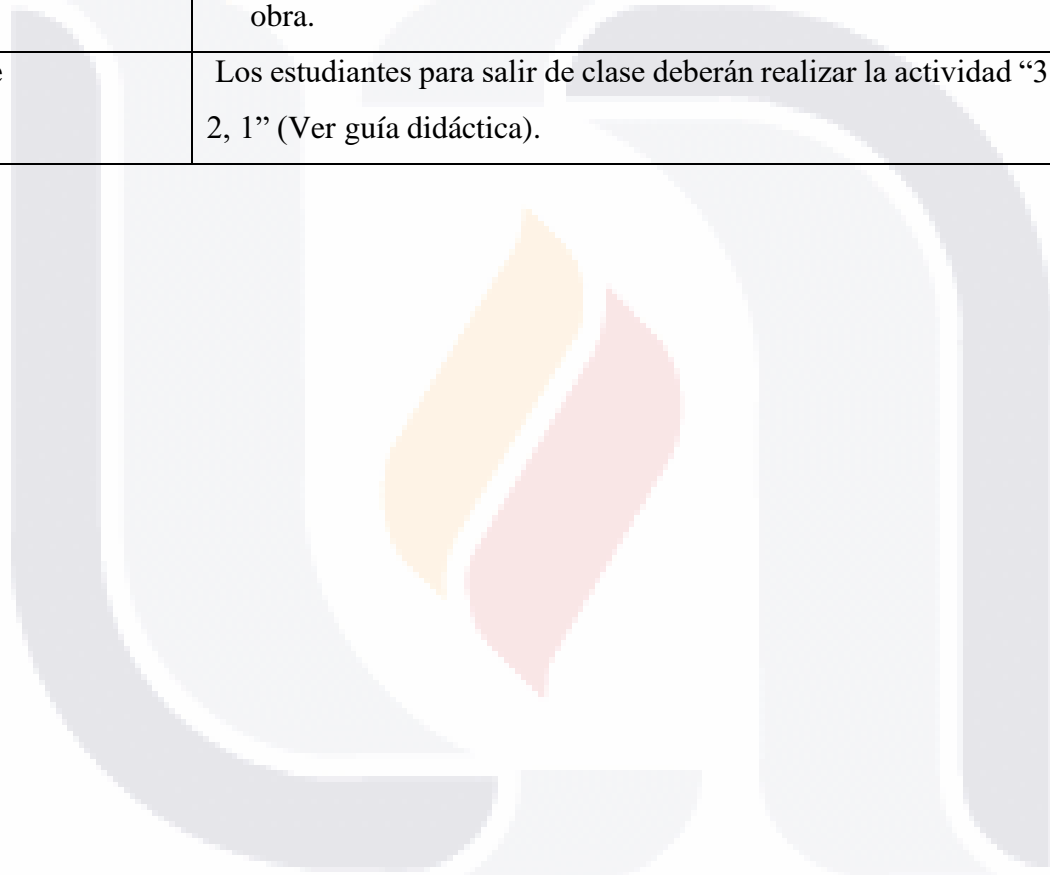 obra.
e Los estudiantes para salir de clase deberán realizar la actividad “3
2, 1” (Ver guía didáctica).